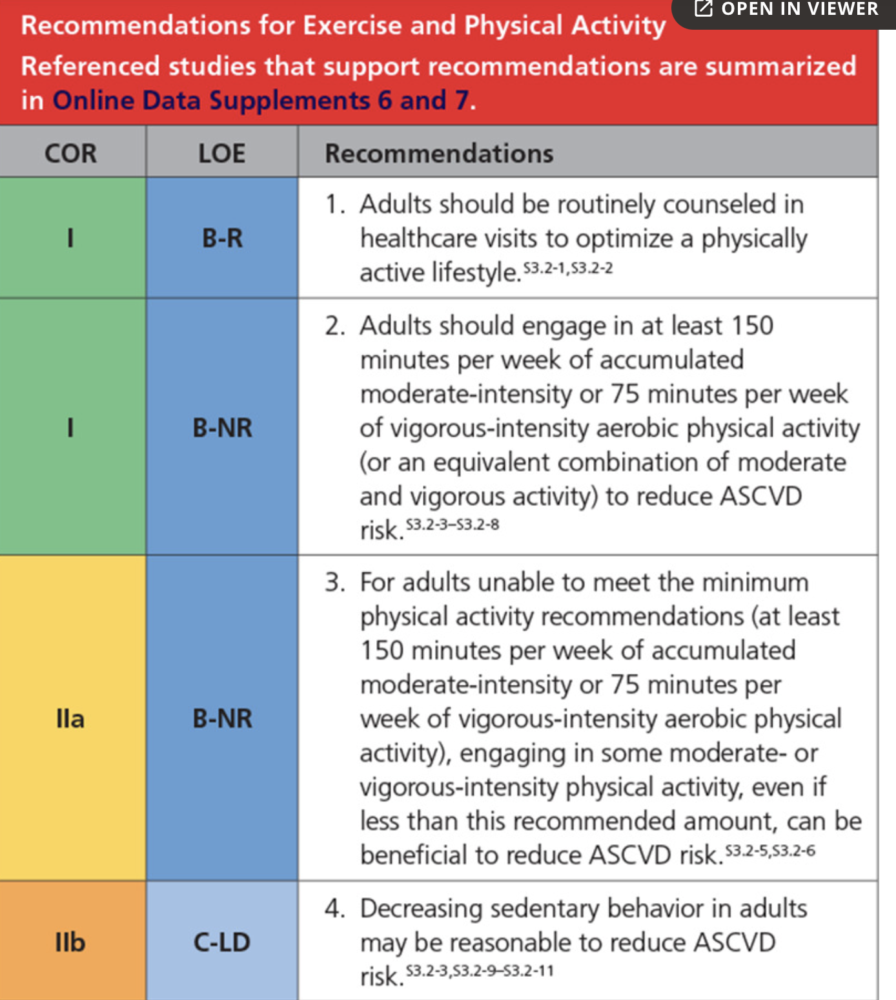 OPEN IN VIEWER
Recommendations for Exercise and Physical Activity
Referenced studies that support recommendations are summarized
in Online Data Supplements 6 and 7.
COR LOE Recommendations
I B-R
1. Adults should be routinely counseled in
healthcare visits to optimize a physically
active lifestyle.S3.2-1,S3.2-2
I B-NR
2. Adults should engage in at least 150
minutes per week of accumulated
moderate-intensity or 75 minutes per week
of vigorous-intensity aerobic physical activity
(or an equivalent combination of moderate
and vigorous activity) to reduce ASCVD
risk.S3.2-3–S3.2-8
IIa B-NR
3. For adults unable to meet the minimum
physical activity recommendations (at least
150 minutes per week of accumulated
moderate-intensity or 75 minutes per
week of vigorous-intensity aerobic physical
activity), engaging in some moderate- or
vigorous-intensity physical activity, even if
less than this recommended amount, can be
beneficial to reduce ASCVD risk.S3.2-5,S3.2-6
IIb C-LD
4. Decreasing sedentary behavior in adults
may be reasonable to reduce ASCVD
risk.S3.2-3,S3.2-9–S3.2-11